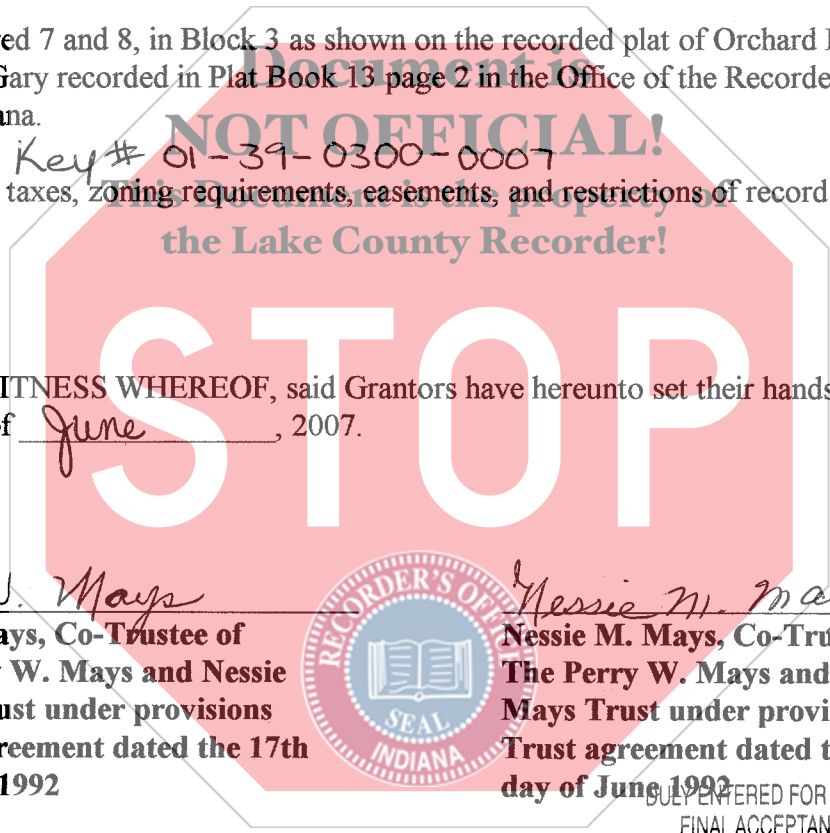 ed 7 and 8, in Block 3 as shown on the recorded plat of Orchard
Gary recorded in Plat Book 13 page 2 in the Office of the Recorde
ana.
Document is
NOT OFFICIAL!
This Document is the property of
the Lake County Recorder!
Key # 01-39-0300-0007
taxes, zoning requirements, easements, and restrictions of record
STOP
ITNESS WHEREOF, said Grantors have hereunto set their hands
of June, 2007.
W. Mays
ays, Co-Trustee of
W. Mays and Nessie
ust under provisions
reement dated the 17th
1992
Nessie M. Ma
Nessie M. Mays, Co-Tru
The Perry W. Mays and
Mays Trust under provi
Trust agreement dated t
day of June 1992
RECORDER'S OFFICE
SEAL
INDIANA
DULY ENTERED FOR
FINAL ACCEPTAN